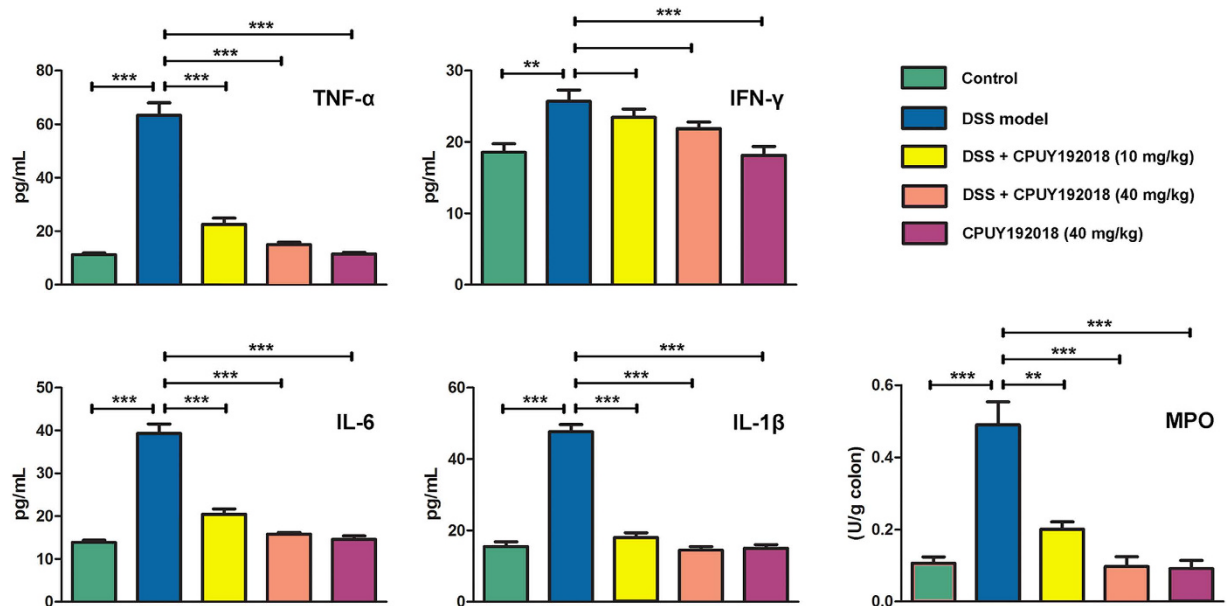 ***
***
*** ***
80
60
40
20
0
pg/mL
TNF-α
***
**
30
20
10
0
pg/mL
IFN-γ
Control
DSS model
DSS + CPUY192018 (10 mg/kg)
DSS + CPUY192018 (40 mg/kg)
CPUY192018 (40 mg/kg)
***
***
*** ***
50
40
30
20
10
0
pg/mL
IL-6
***
***
*** ***
60
40
20
0
pg/mL
IL-1β
***
***
*** **
0.6
0.4
0.2
0.0
(U/g colon)
MPO